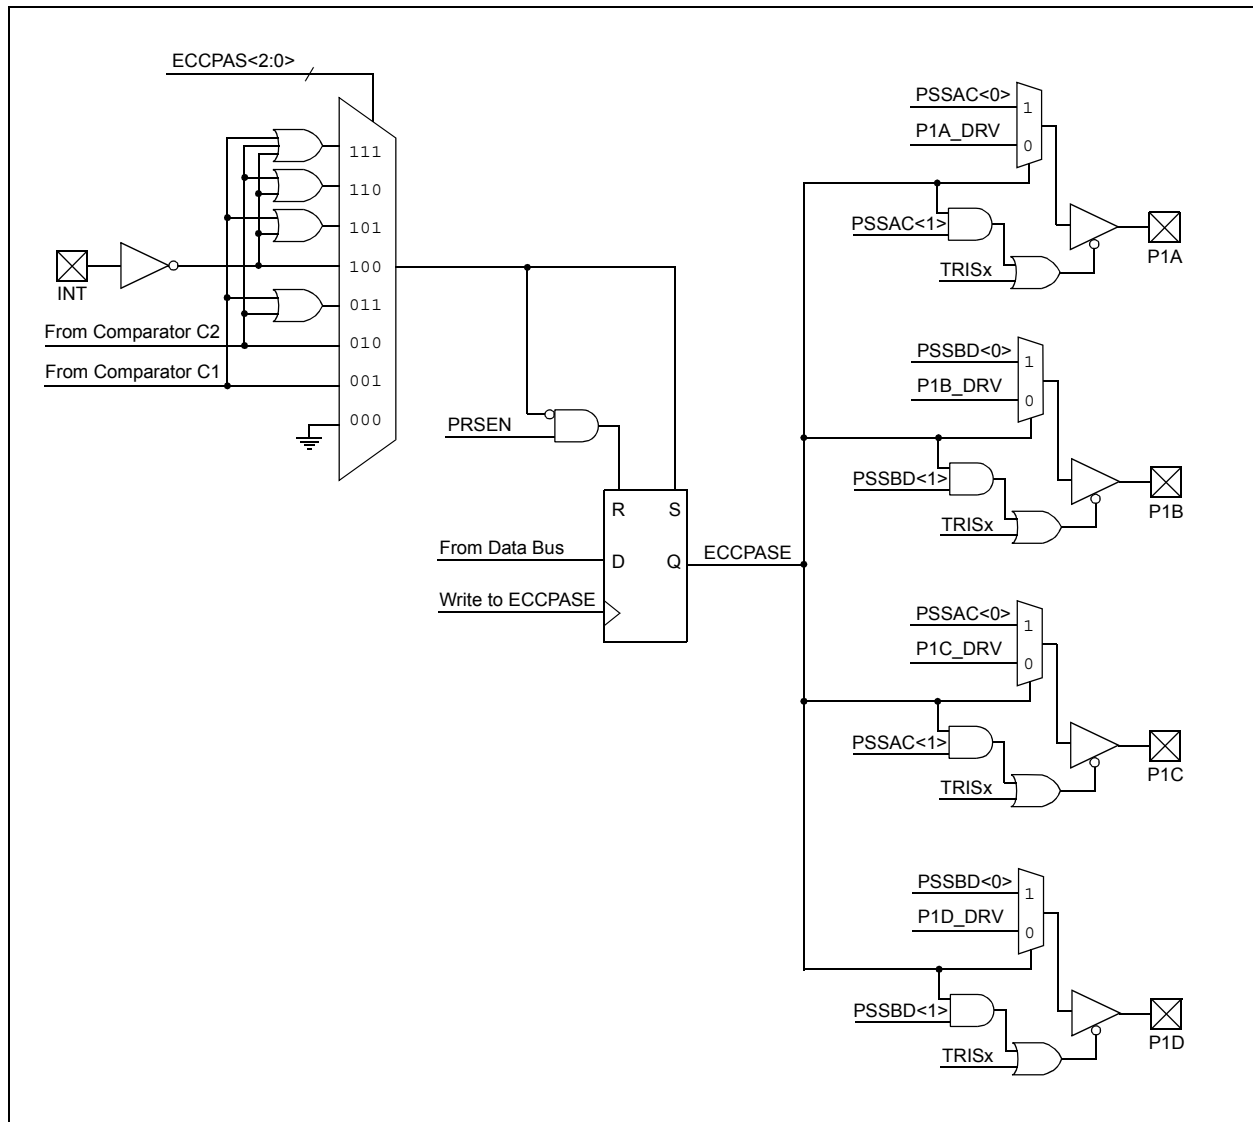 ECCPAS<2:0>
111
110
101
100
011
010
001
000
INT
From Comparator C2
From Comparator C1
PRSEN
R S
From Data Bus
D Q
ECCPASE
Write to ECCPASE
PSSAC<0>
1
P1A_DRV
0
PSSAC<1>
TRISx
P1A
PSSBD<0>
1
P1B_DRV
0
PSSBD<1>
TRISx
P1B
PSSAC<0>
1
P1C_DRV
0
PSSAC<1>
TRISx
P1C
PSSBD<0>
1
P1D_DRV
0
PSSBD<1>
TRISx
P1D